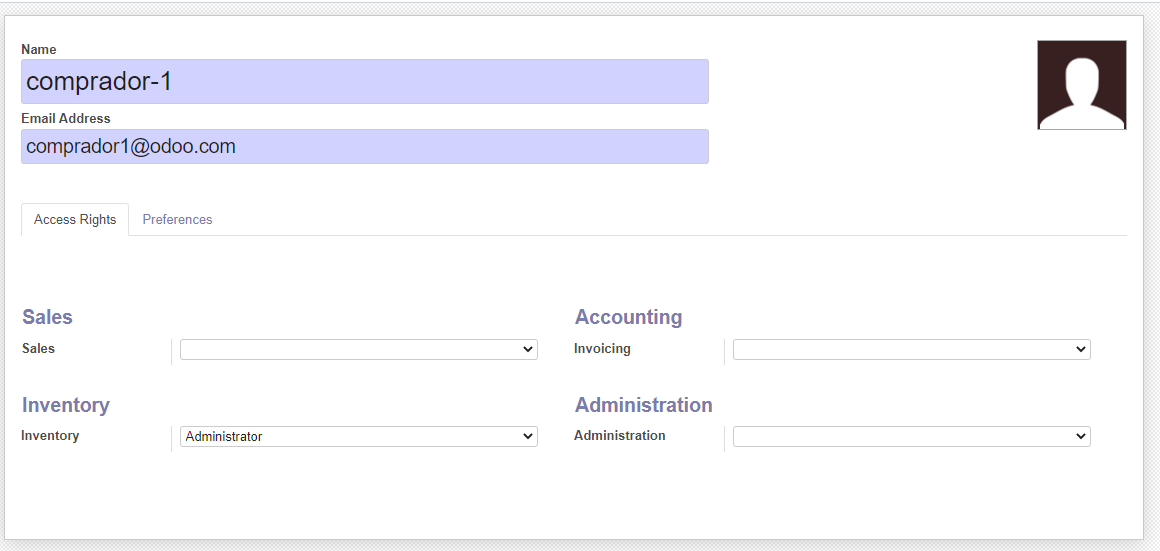 Name
comprador-1
Email Address
comprador1@odoo.com
Access Rights Preferences
Sales
Sales
Accounting
Invoicing
Inventory
Inventory Administrator
Administration
Administration